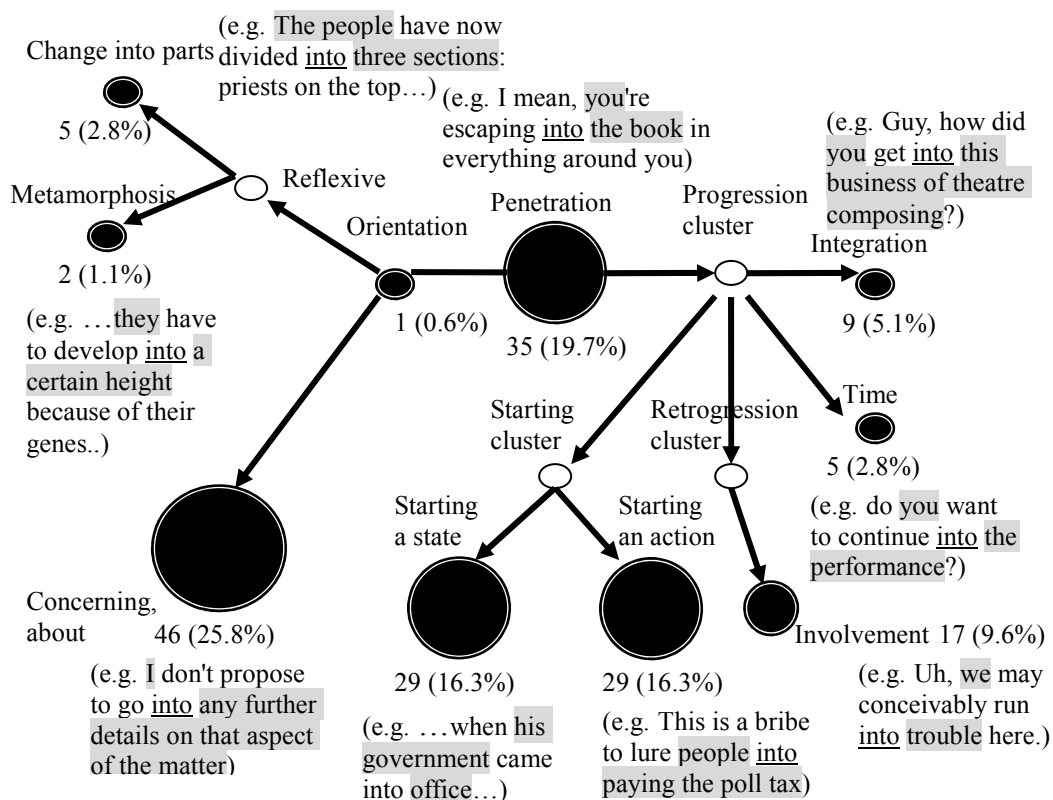 (e.g. The people have now
divided into three sections:
priests on the top…)
Change into parts
5 (2.8%)
(e.g. I mean, you're
escaping into the book in
everything around you)
(e.g. Guy, how did
you get into this
business of theatre
composing?)
Metamorphosis
Reflexive
2 (1.1%)
Orientation
1 (0.6%)
Penetration
35 (19.7%)
Progression
cluster
Integration
9 (5.1%)
(e.g. …they have
to develop into a
certain height
because of their
genes..)
Starting
cluster
Retrogression
cluster
Time
5 (2.8%)
(e.g. do you want
to continue into the
performance?)
Starting
a state
Starting
an action
Concerning,
about
46 (25.8%)
29 (16.3%)
29 (16.3%)
Involvement 17 (9.6%)
(e.g. I don't propose
to go into any further
details on that aspect
of the matter)
(e.g. …when his
government came
into office…)
(e.g. This is a bribe
to lure people into
paying the poll tax)
(e.g. Uh, we may
conceivably run
into trouble here.)